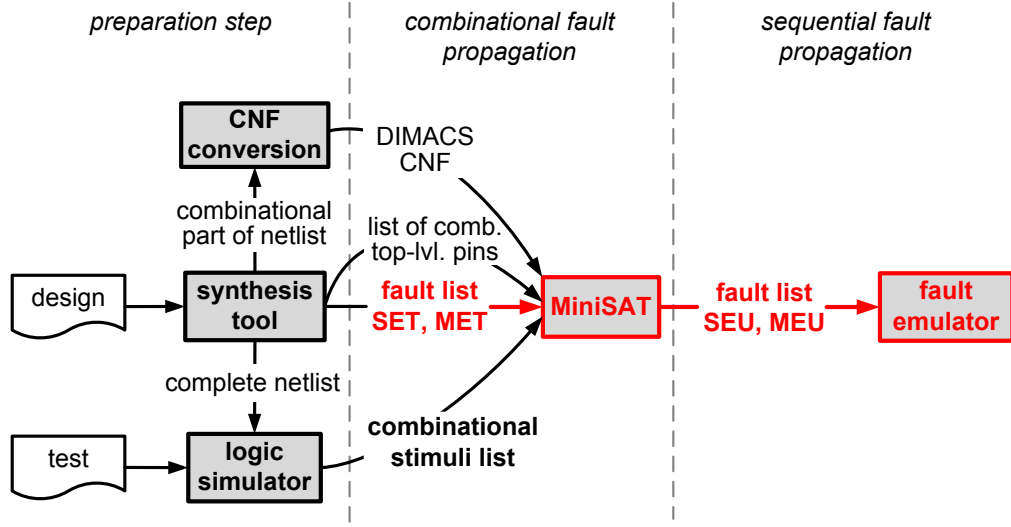 preparation step
combinational fault
propagation
sequential fault
propagation
CNF
conversion
DIMACS
CNF
combinational
part of netlist
list of comb.
top-lvl. pins
design
synthesis
tool
fault list
SET, MET
MiniSAT
fault list
SEU, MEU
fault
emulator
complete netlist
test
logic
simulator
combinational
stimuli list